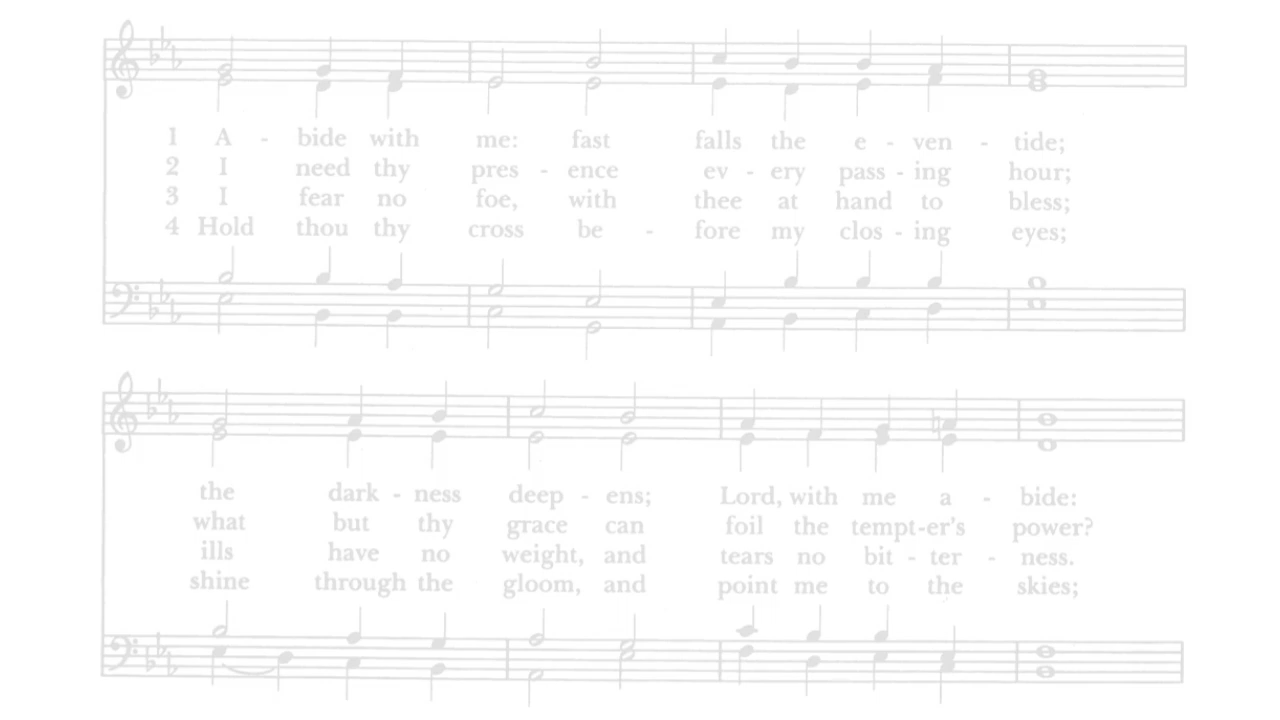 1 A - bide with me: fast falls the e - ven - tide;
2 I need thy pres - ence ev - ery pass - ing hour;
3 I fear no foe, with thee at hand to bless;
4 Hold thou thy cross be - fore my clos - ing eyes;
the dark - ness deep - ens; Lord, with me a - bide:
what but thy grace can foil the tempt-er's power?
ills have no weight, and tears no bit - ter - ness.
shine through the gloom, and point me to the skies;